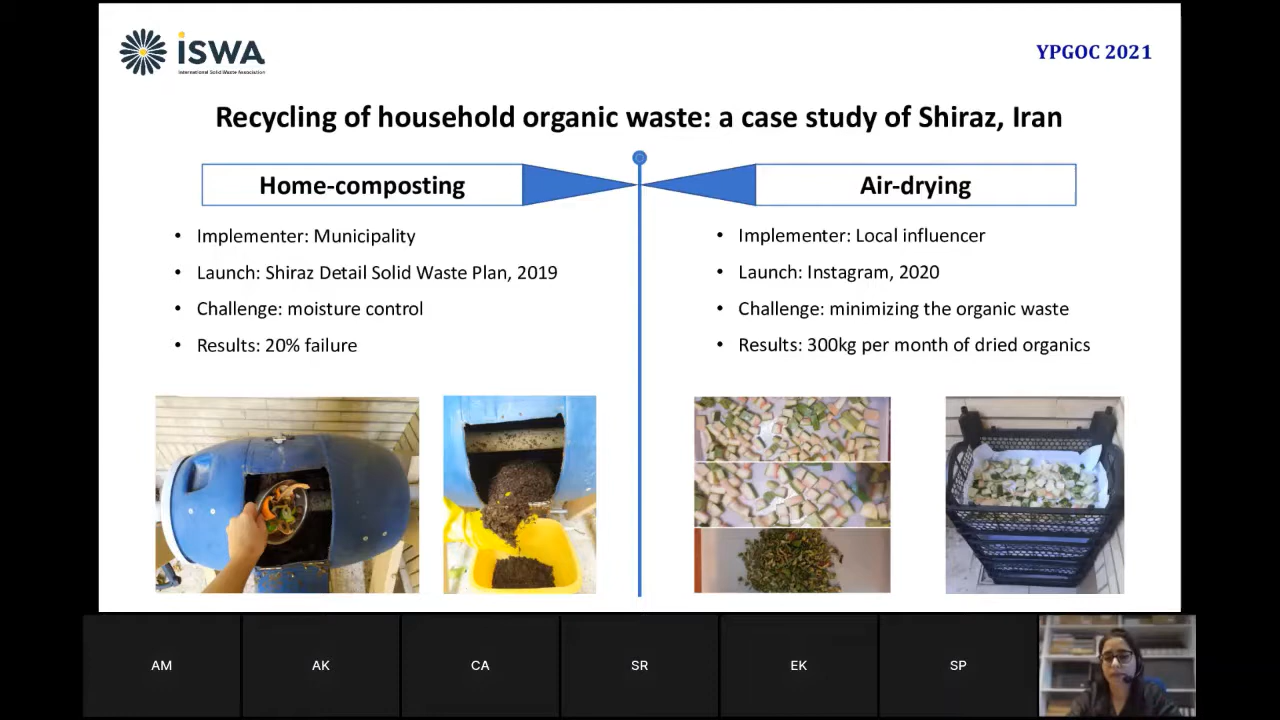 ISWA
International Solid Waste Association
YPGOC 2021
Recycling of household organic waste: a case study of Shiraz, Iran
Home-composting
• Implementer: Municipality
• Launch: Shiraz Detail Solid Waste Plan, 2019
• Challenge: moisture control
• Results: 20% failure
Air-drying
• Implementer: Local influencer
• Launch: Instagram, 2020
• Challenge: minimizing the organic waste
• Results: 300kg per month of dried organics
AM
AK
CA
SR
EK
SP